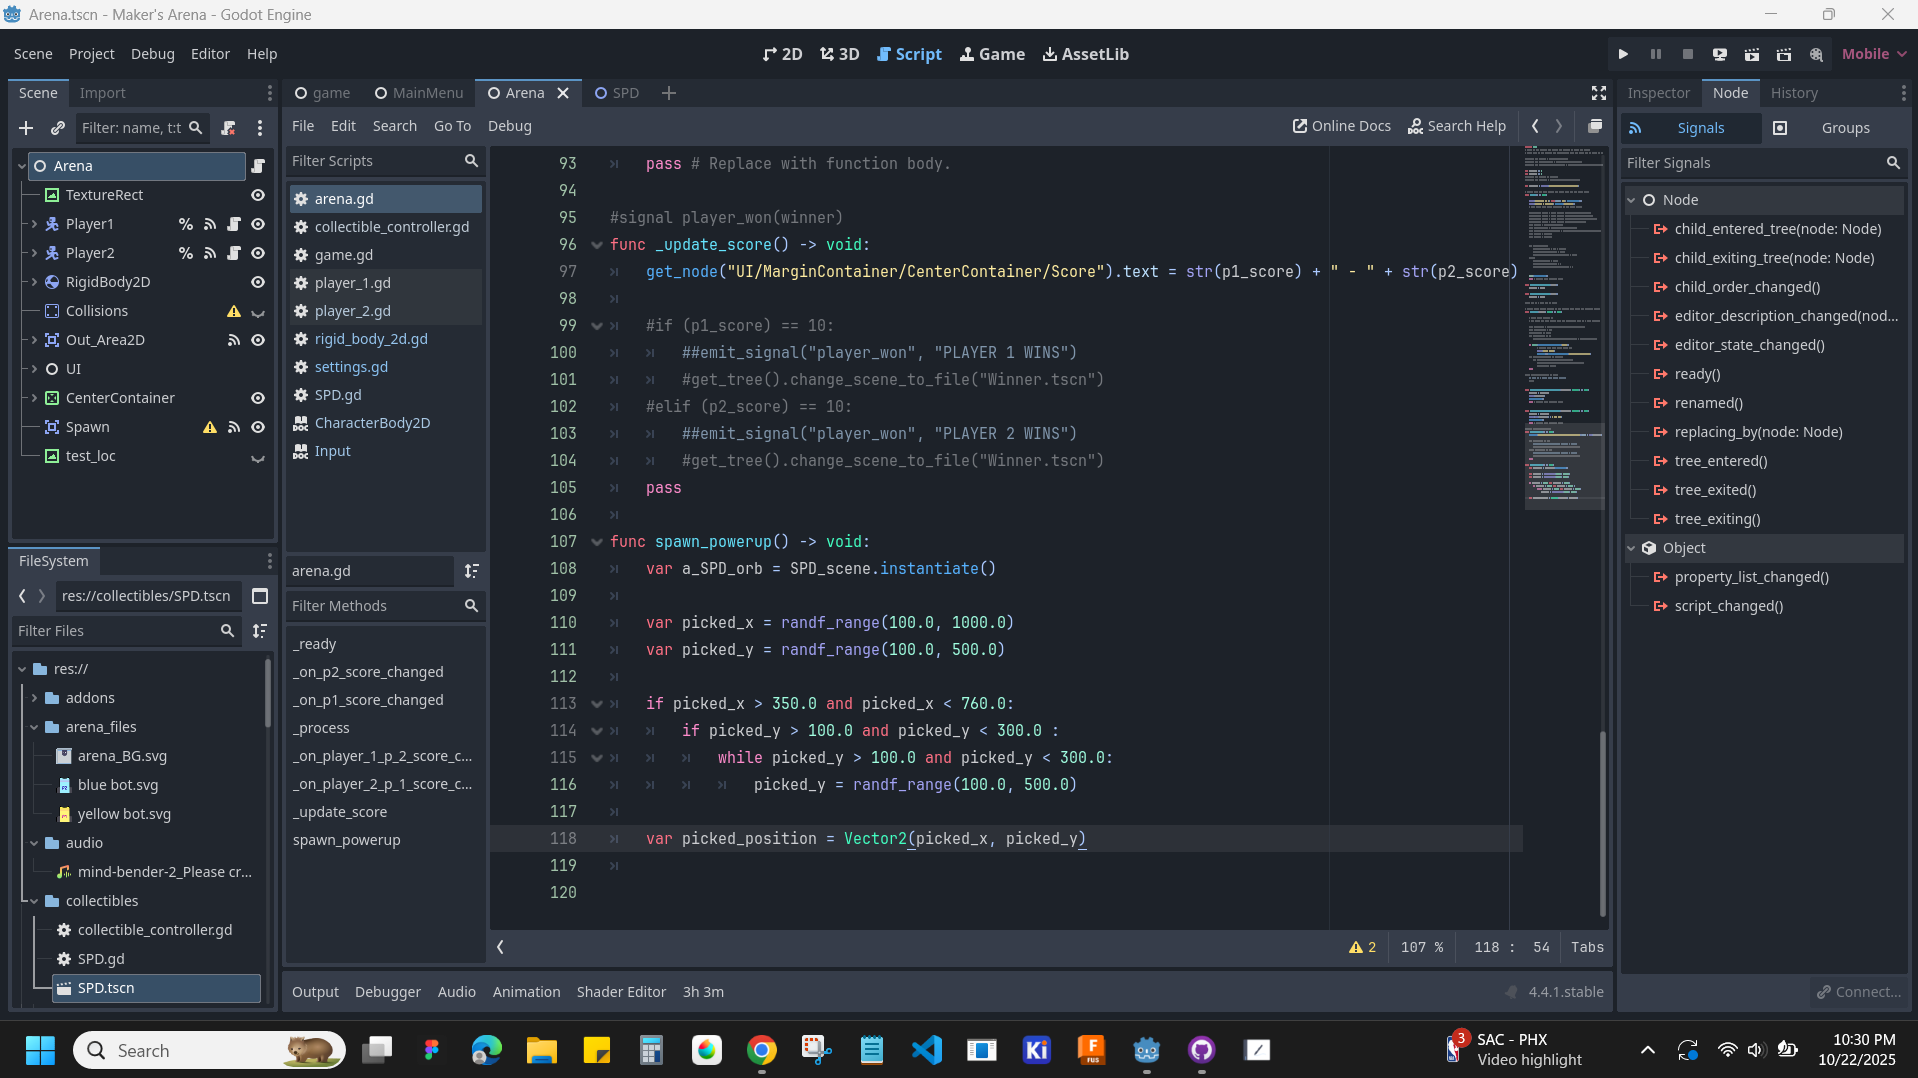 Arena.tscn - Maker's Arena - Godot Engine
Scene Project Debug Editor Help
2D 3D Script Game AssetLib
Mobile
Scene Import
Filter: name, t:t
Arena
TextureRect
Player1
Player2
RigidBody2D
Collisions
Out_Area2D
UI
CenterContainer
Spawn
test_loc
FileSystem
res://collectibles/SPD.tscn
Filter Files
res://
addons
arena_files
arena_BG.svg
blue bot.svg
yellow bot.svg
audio
mind-bender-2_Please cr...
collectibles
collectible_controller.gd
SPD.gd
SPD.tscn
game MainMenu Arena SPD
File Edit Search Go To Debug
Online Docs Search Help
Filter Scripts
arena.gd
collectible_controller.gd
game.gd
player_1.gd
player_2.gd
rigid_body_2d.gd
settings.gd
SPD.gd
CharacterBody2D
Input
arena.gd
Filter Methods
_ready
_on_p2_score_changed
_on_p1_score_changed
_process
_on_player_1_p_2_score_c...
_on_player_2_p_1_score_c...
_update_score
spawn_powerup
93 pass # Replace with function body.
94
95 #signal player_won(winner)
96 func _update_score() -> void:
97 get_node("UI/MarginContainer/CenterContainer/Score").text = str(p1_score) + " - " + str(p2_score)
98
99 #if (p1_score) == 10:
100 ##emit_signal("player_won", "PLAYER 1 WINS")
101 #get_tree().change_scene_to_file("Winner.tscn")
102 #elif (p2_score) == 10:
103 ##emit_signal("player_won", "PLAYER 2 WINS")
104 #get_tree().change_scene_to_file("Winner.tscn")
105 pass
106
107 func spawn_powerup() -> void:
108 var a_SPD_orb = SPD_scene.instantiate()
109
110 var picked_x = randf_range(100.0, 1000.0)
111 var picked_y = randf_range(100.0, 500.0)
112
113 if picked_x > 350.0 and picked_x < 760.0:
114 if picked_y > 100.0 and picked_y < 300.0 :
115 while picked_y > 100.0 and picked_y < 300.0:
116 picked_y = randf_range(100.0, 500.0)
117
118 var picked_position = Vector2(picked_x, picked_y)
119
120
2 107 % 118 : 54 Tabs
Output Debugger Audio Animation Shader Editor 3h 3m
4.4.1.stable
Inspector Node History
Signals Groups
Filter Signals
Node
child_entered_tree(node: Node)
child_exiting_tree(node: Node)
child_order_changed()
editor_description_changed(nod...
editor_state_changed()
ready()
renamed()
replacing_by(node: Node)
tree_entered()
tree_exited()
tree_exiting()
Object
property_list_changed()
script_changed()
Connect...
Search
Ki
FUS
3
SAC - PHX
Video highlight
10:30 PM
10/22/2025